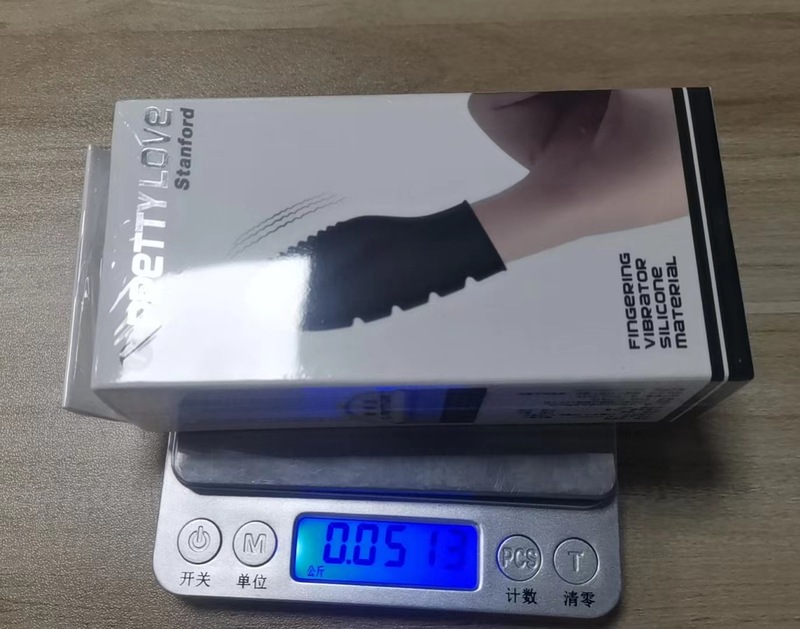 PRETTY LOVE
Stanford
FINGERING
VIBRATOR
SILICONE
MATERIAL
0.0513
公斤
M
PCS
T
开关
单位
计数
清零